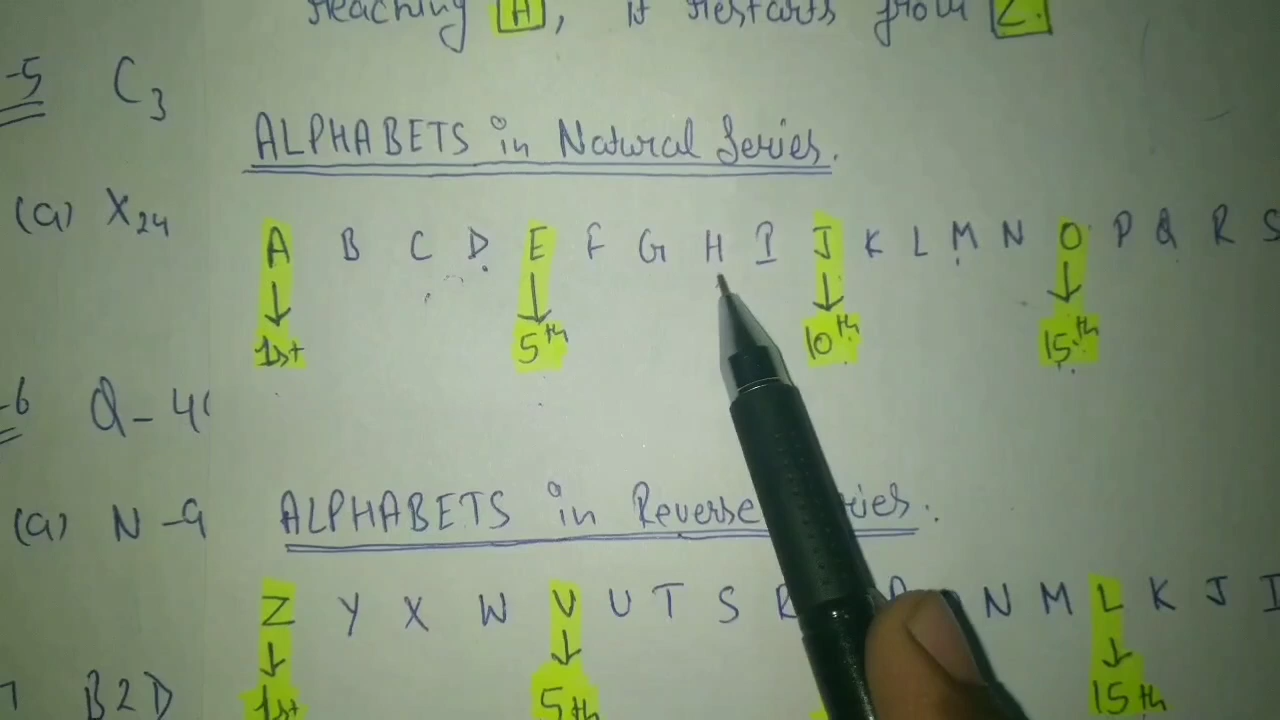 reaching A, it restarts from Z.
-5 C3
ALPHABETS in Natural Series.
(a) X24
A B C D E F G H I J K L M N O P Q R S
1st 5th 10th 15th
-6 Q-4
ALPHABETS in Reverse
(a) N-9
Z Y X W V U T S R N M L K J I
B2D
1st 5th 15th